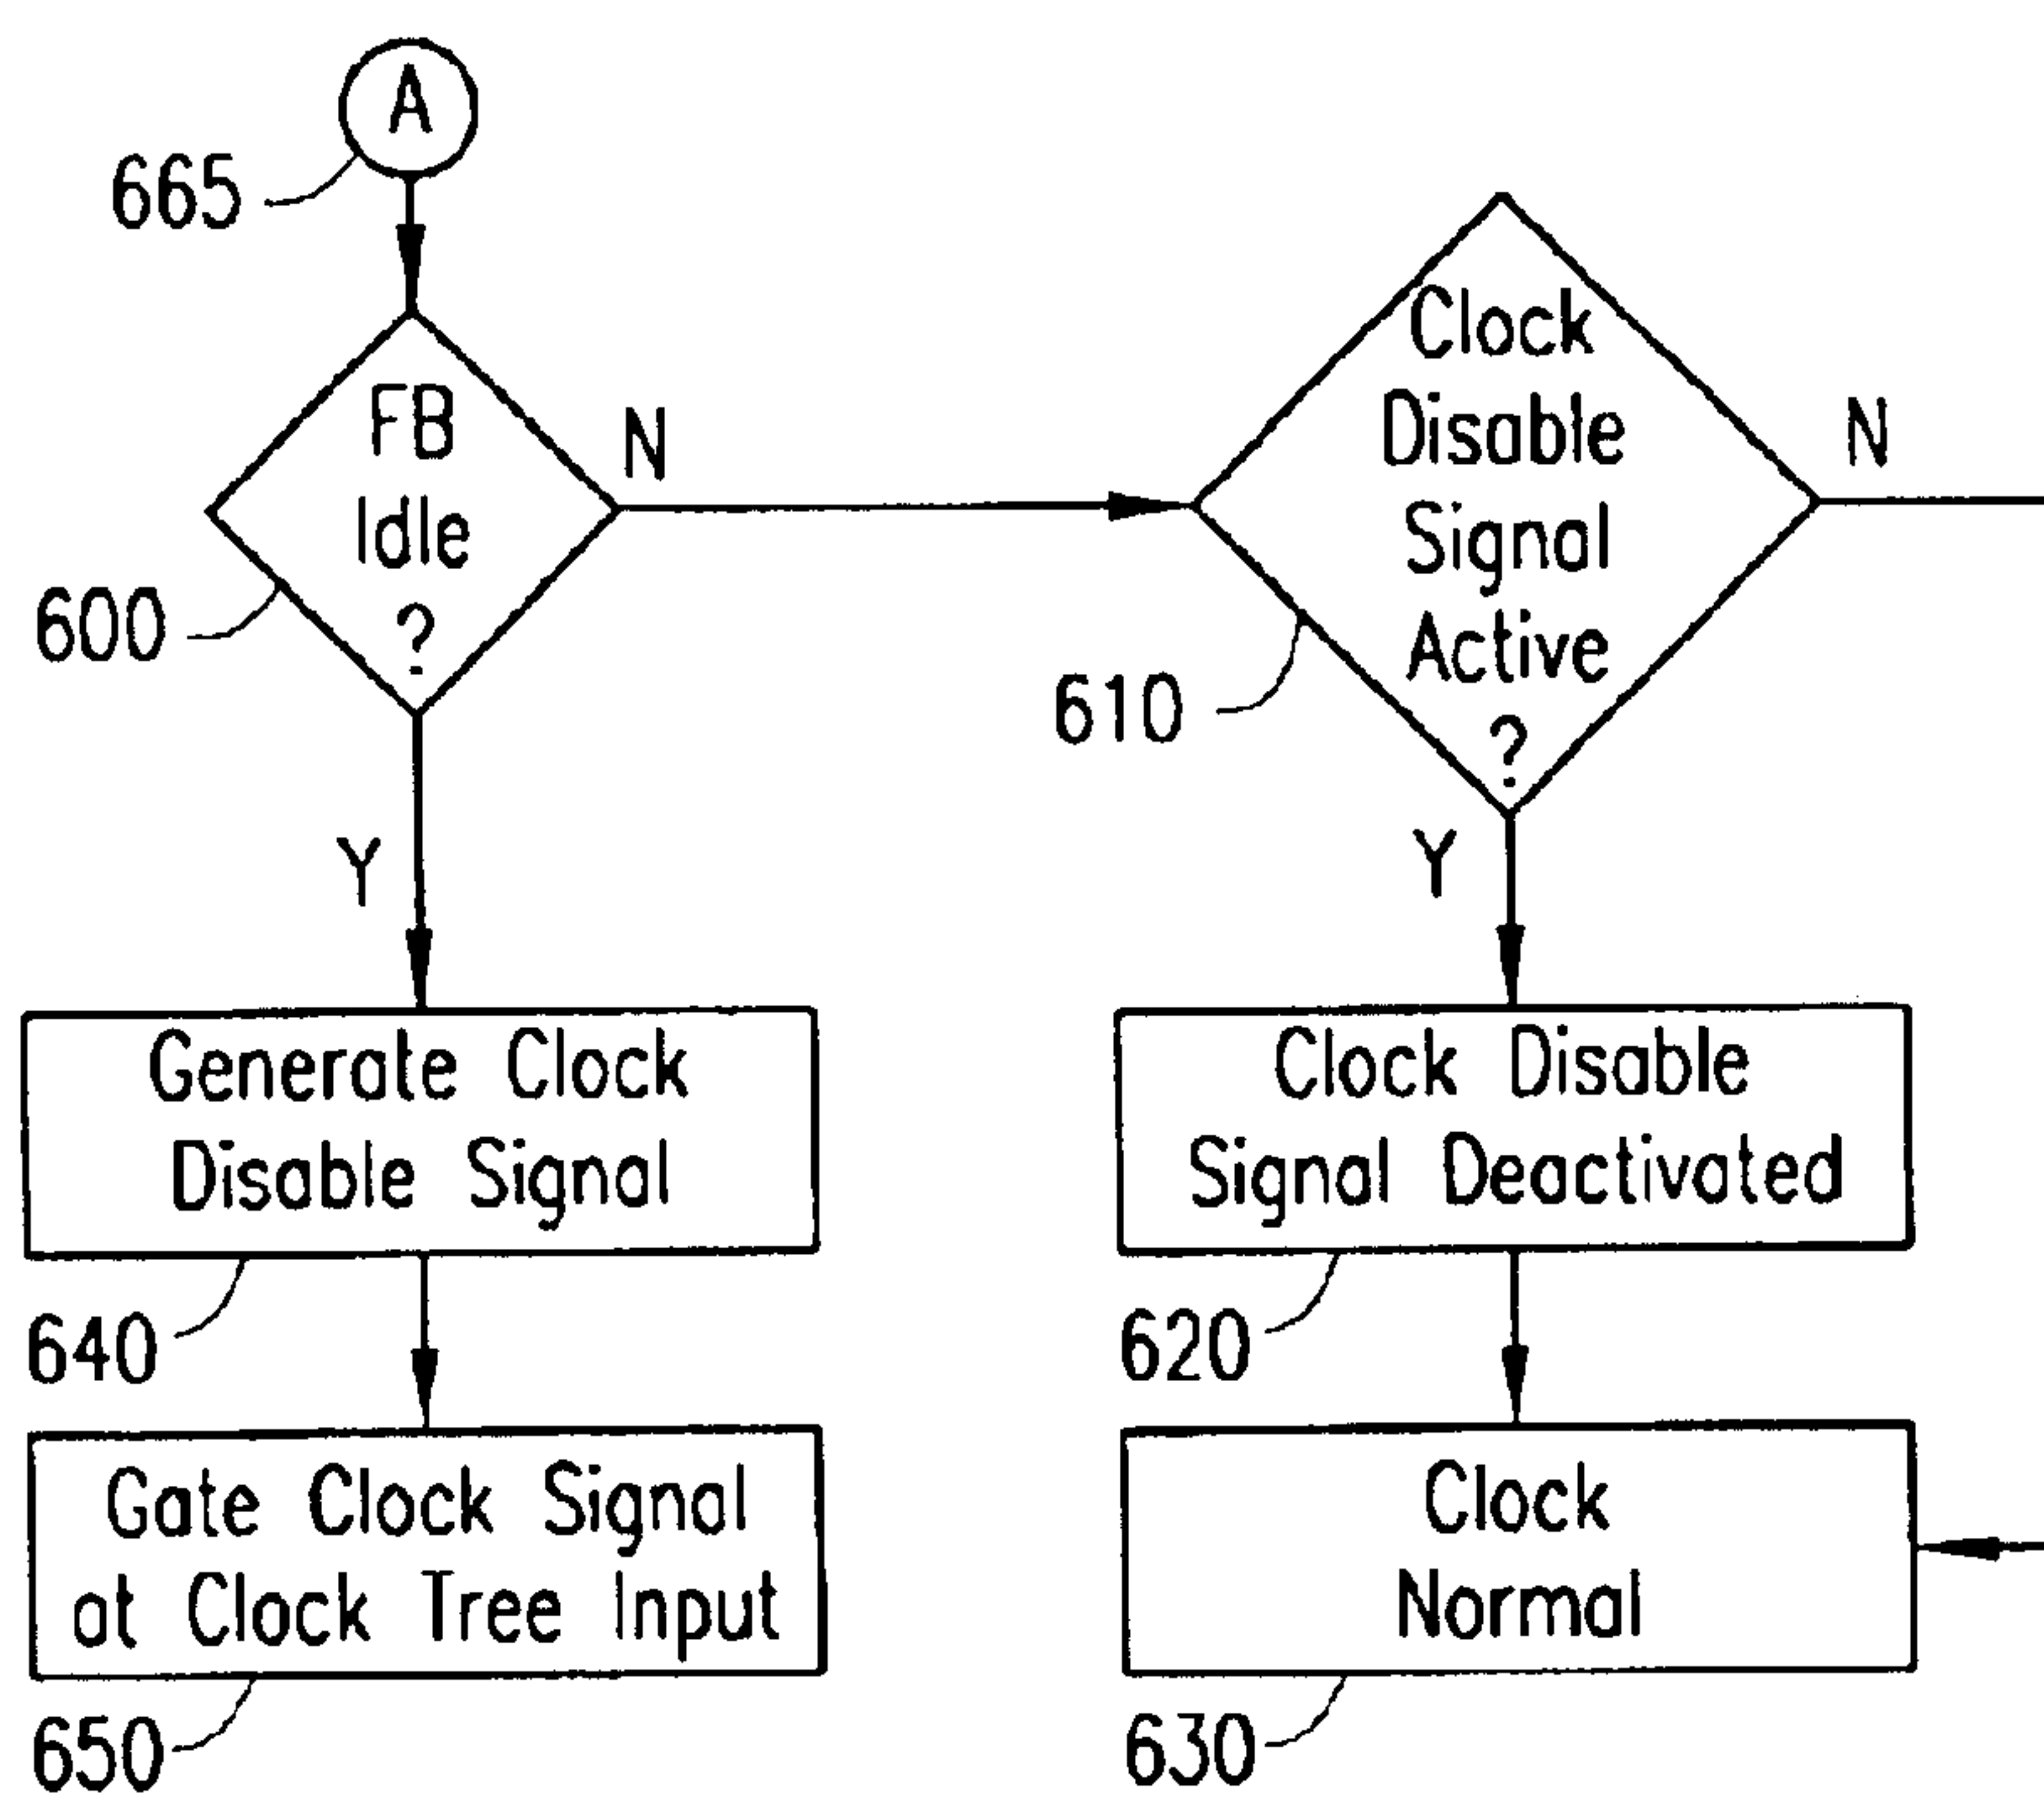 A
665
FB
Idle
?
N
600
Y
Clock
Disable
Signal
Active
?
N
610
Y
Generate Clock
Disable Signal
640
Clock Disable
Signal Deactivated
620
Gate Clock Signal
at Clock Tree Input
650
Clock
Normal
630